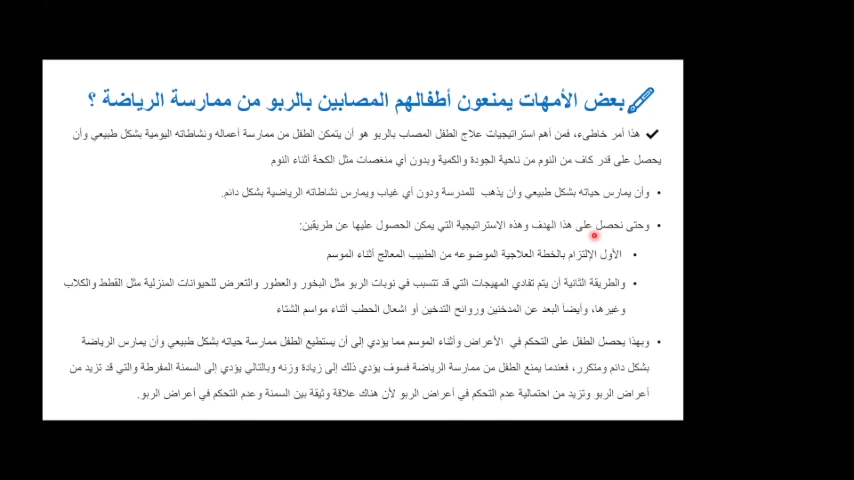 بعض الأمهات يمنعون أطفالهم المصابين بالربو من ممارسة الرياضة ؟
هذا أمر خاطىء، فمن أهم استراتيجيات علاج الطفل المصاب بالربو هو أن يتمكن الطفل من ممارسة أعماله ونشاطاته اليومية بشكل طبيعي وأن
يحصل على قدر كاف من النوم من ناحية الجودة والكمية وبدون أي منغصات مثل الكحة أثناء النوم
• وأن يمارس حياته بشكل طبيعي وأن يذهب للمدرسة ودون أي غياب ويمارس نشاطاته الرياضية بشكل دائم.
• وحتى نحصل على هذا الهدف وهذه الاستراتيجية التي يمكن الحصول عليها عن طريقين:
• الأول الإلتزام بالخطة العلاجية الموضوعه من الطبيب المعالج أثناء الموسم
• والطريقة الثانية أن يتم تفادي المهيجات التي قد تتسبب في نوبات الربو مثل البخور والعطور والتعرض للحيوانات المنزلية مثل القطط والكلاب
وغيرها، وأيضاً البعد عن المدخنين وروائح التدخين أو اشعال الحطب أثناء مواسم الشتاء
• وبهذا يحصل الطفل على التحكم في الأعراض وأثناء الموسم مما يؤدي إلى أن يستطيع الطفل ممارسة حياته بشكل طبيعي وأن يمارس الرياضة
بشكل دائم ومتكرر، فعندما يمنع الطفل من ممارسة الرياضة فسوف يؤدي ذلك إلى زيادة وزنه وبالتالي يؤدي إلى السمنة المفرطة والتي قد تزيد من
أعراض الربو وتزيد من احتمالية عدم التحكم في أعراض الربو لأن هناك علاقة وثيقة بين السمنة وعدم التحكم في أعراض الربو.